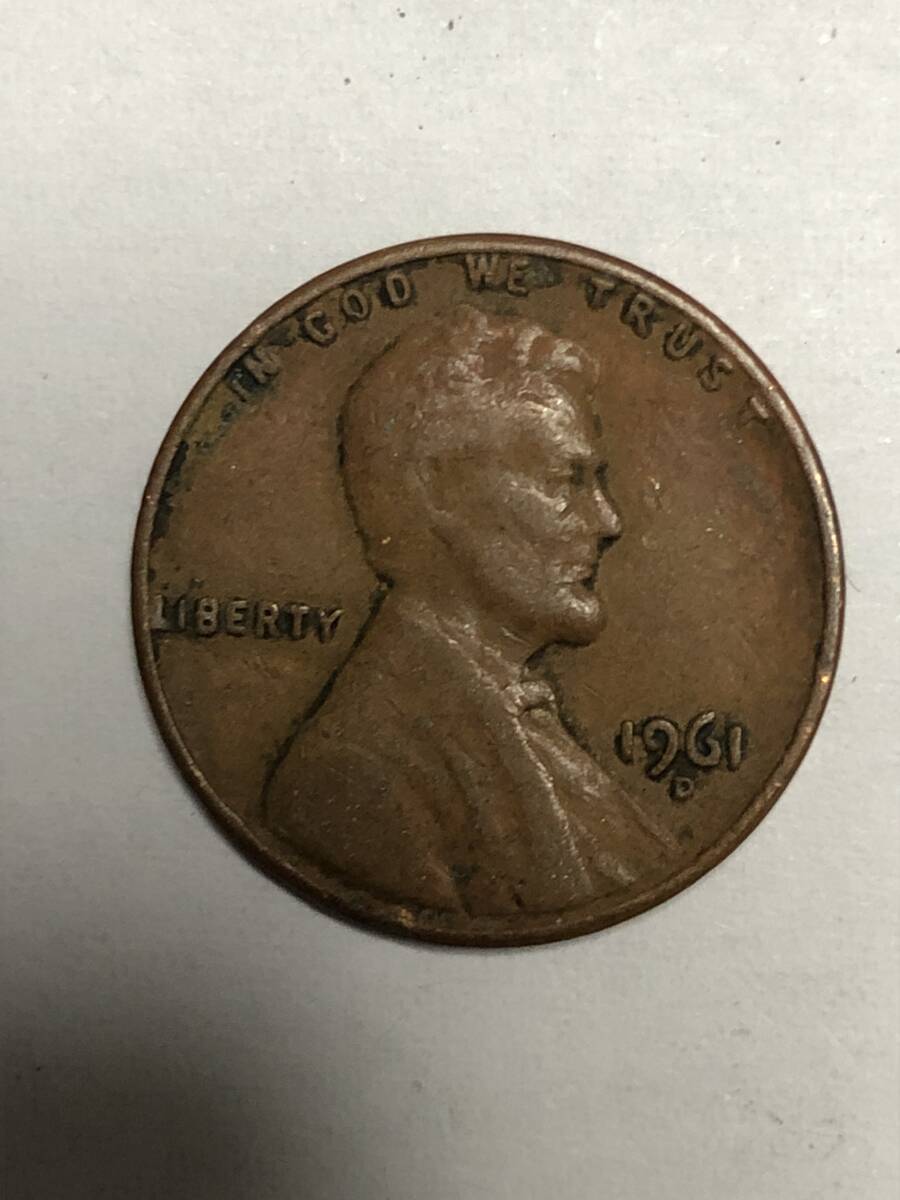 IN GOD WE TRUST
LIBERTY
1961
D